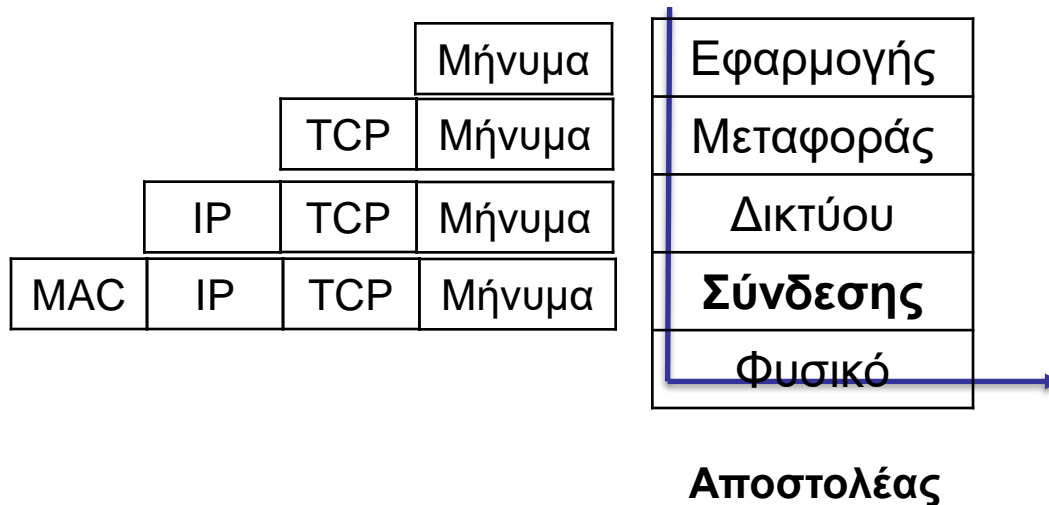 Μήνυμα Εφαρμογής
TCP Μήνυμα Μεταφοράς
IP TCP Μήνυμα Δικτύου
MAC IP TCP Μήνυμα Σύνδεσης
Φυσικό
Αποστολέας